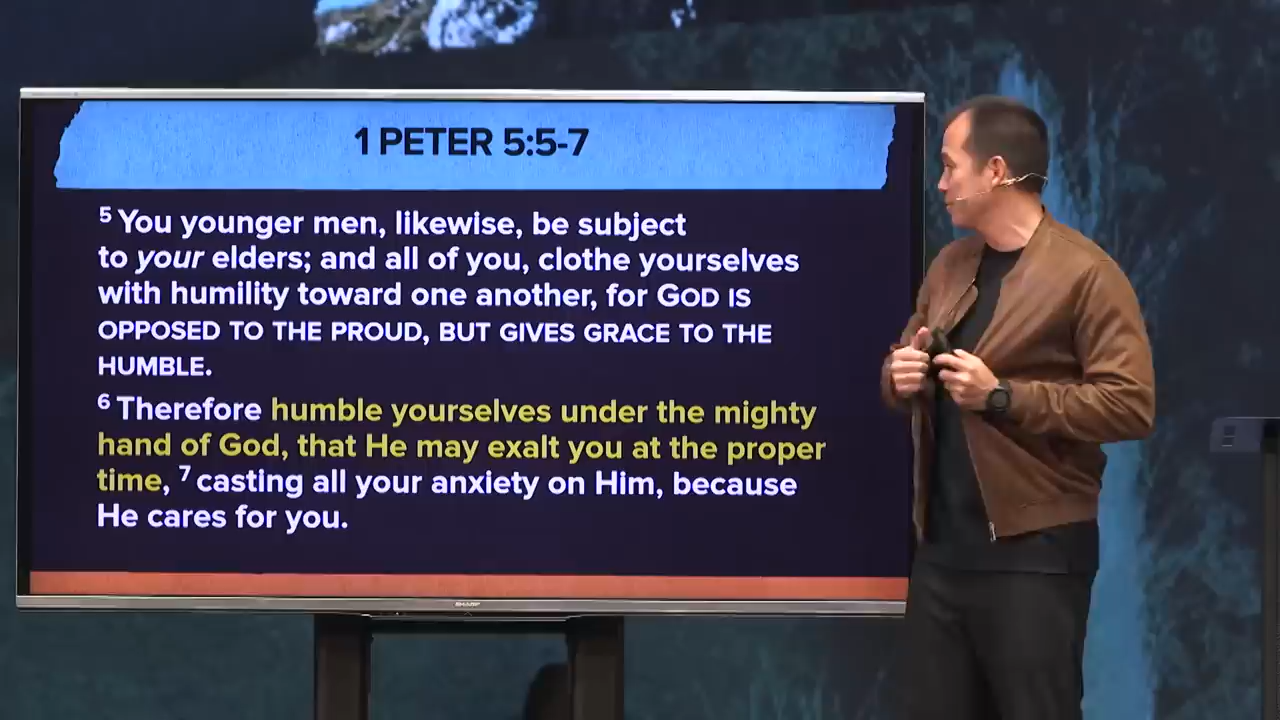 1 PETER 5:5-7
5 You younger men, likewise, be subject
to your elders; and all of you, clothe yourselves
with humility toward one another, for GOD IS
OPPOSED TO THE PROUD, BUT GIVES GRACE TO THE
HUMBLE.
6 Therefore humble yourselves under the mighty
hand of God, that He may exalt you at the proper
time, 7 casting all your anxiety on Him, because
He cares for you.
SHARP